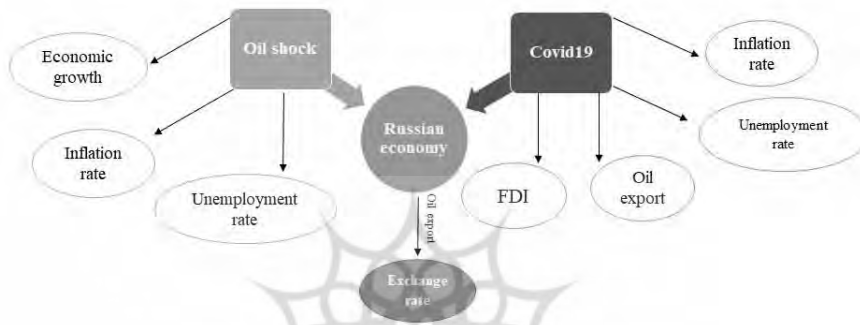 Oil shock
Covid19
Economic
growth
Inflation
rate
Inflation
rate
Unemployment
rate
Russian
economy
Unemployment
rate
FDI
Oil
export
Oil export
Exchange
rate